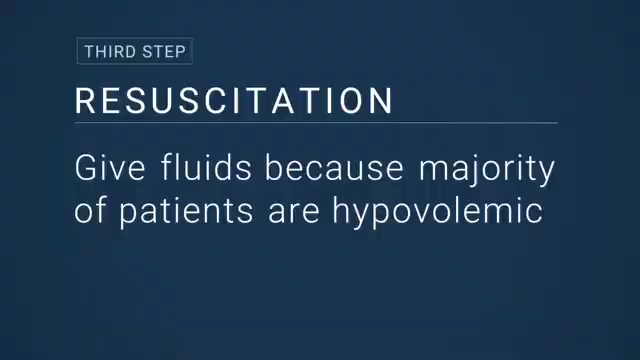 THIRD STEP
RESUSCITATION
Give fluids because majority
of patients are hypovolemic